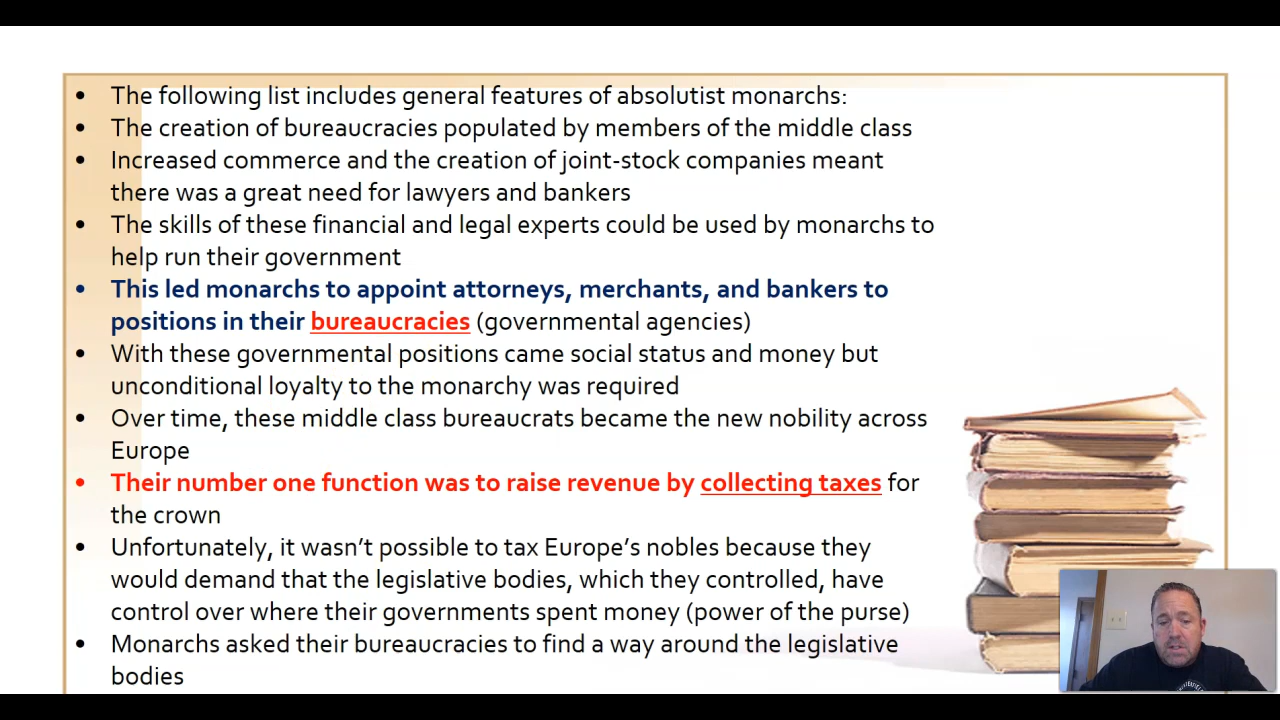 • The following list includes general features of absolutist monarchs:
• The creation of bureaucracies populated by members of the middle class
• Increased commerce and the creation of joint-stock companies meant
there was a great need for lawyers and bankers
• The skills of these financial and legal experts could be used by monarchs to
help run their government
• This led monarchs to appoint attorneys, merchants, and bankers to
positions in their bureaucracies (governmental agencies)
• With these governmental positions came social status and money but
unconditional loyalty to the monarchy was required
• Over time, these middle class bureaucrats became the new nobility across
Europe
• Their number one function was to raise revenue by collecting taxes for
the crown
• Unfortunately, it wasn't possible to tax Europe's nobles because they
would demand that the legislative bodies, which they controlled, have
control over where their governments spent money (power of the purse)
• Monarchs asked their bureaucracies to find a way around the legislative
bodies